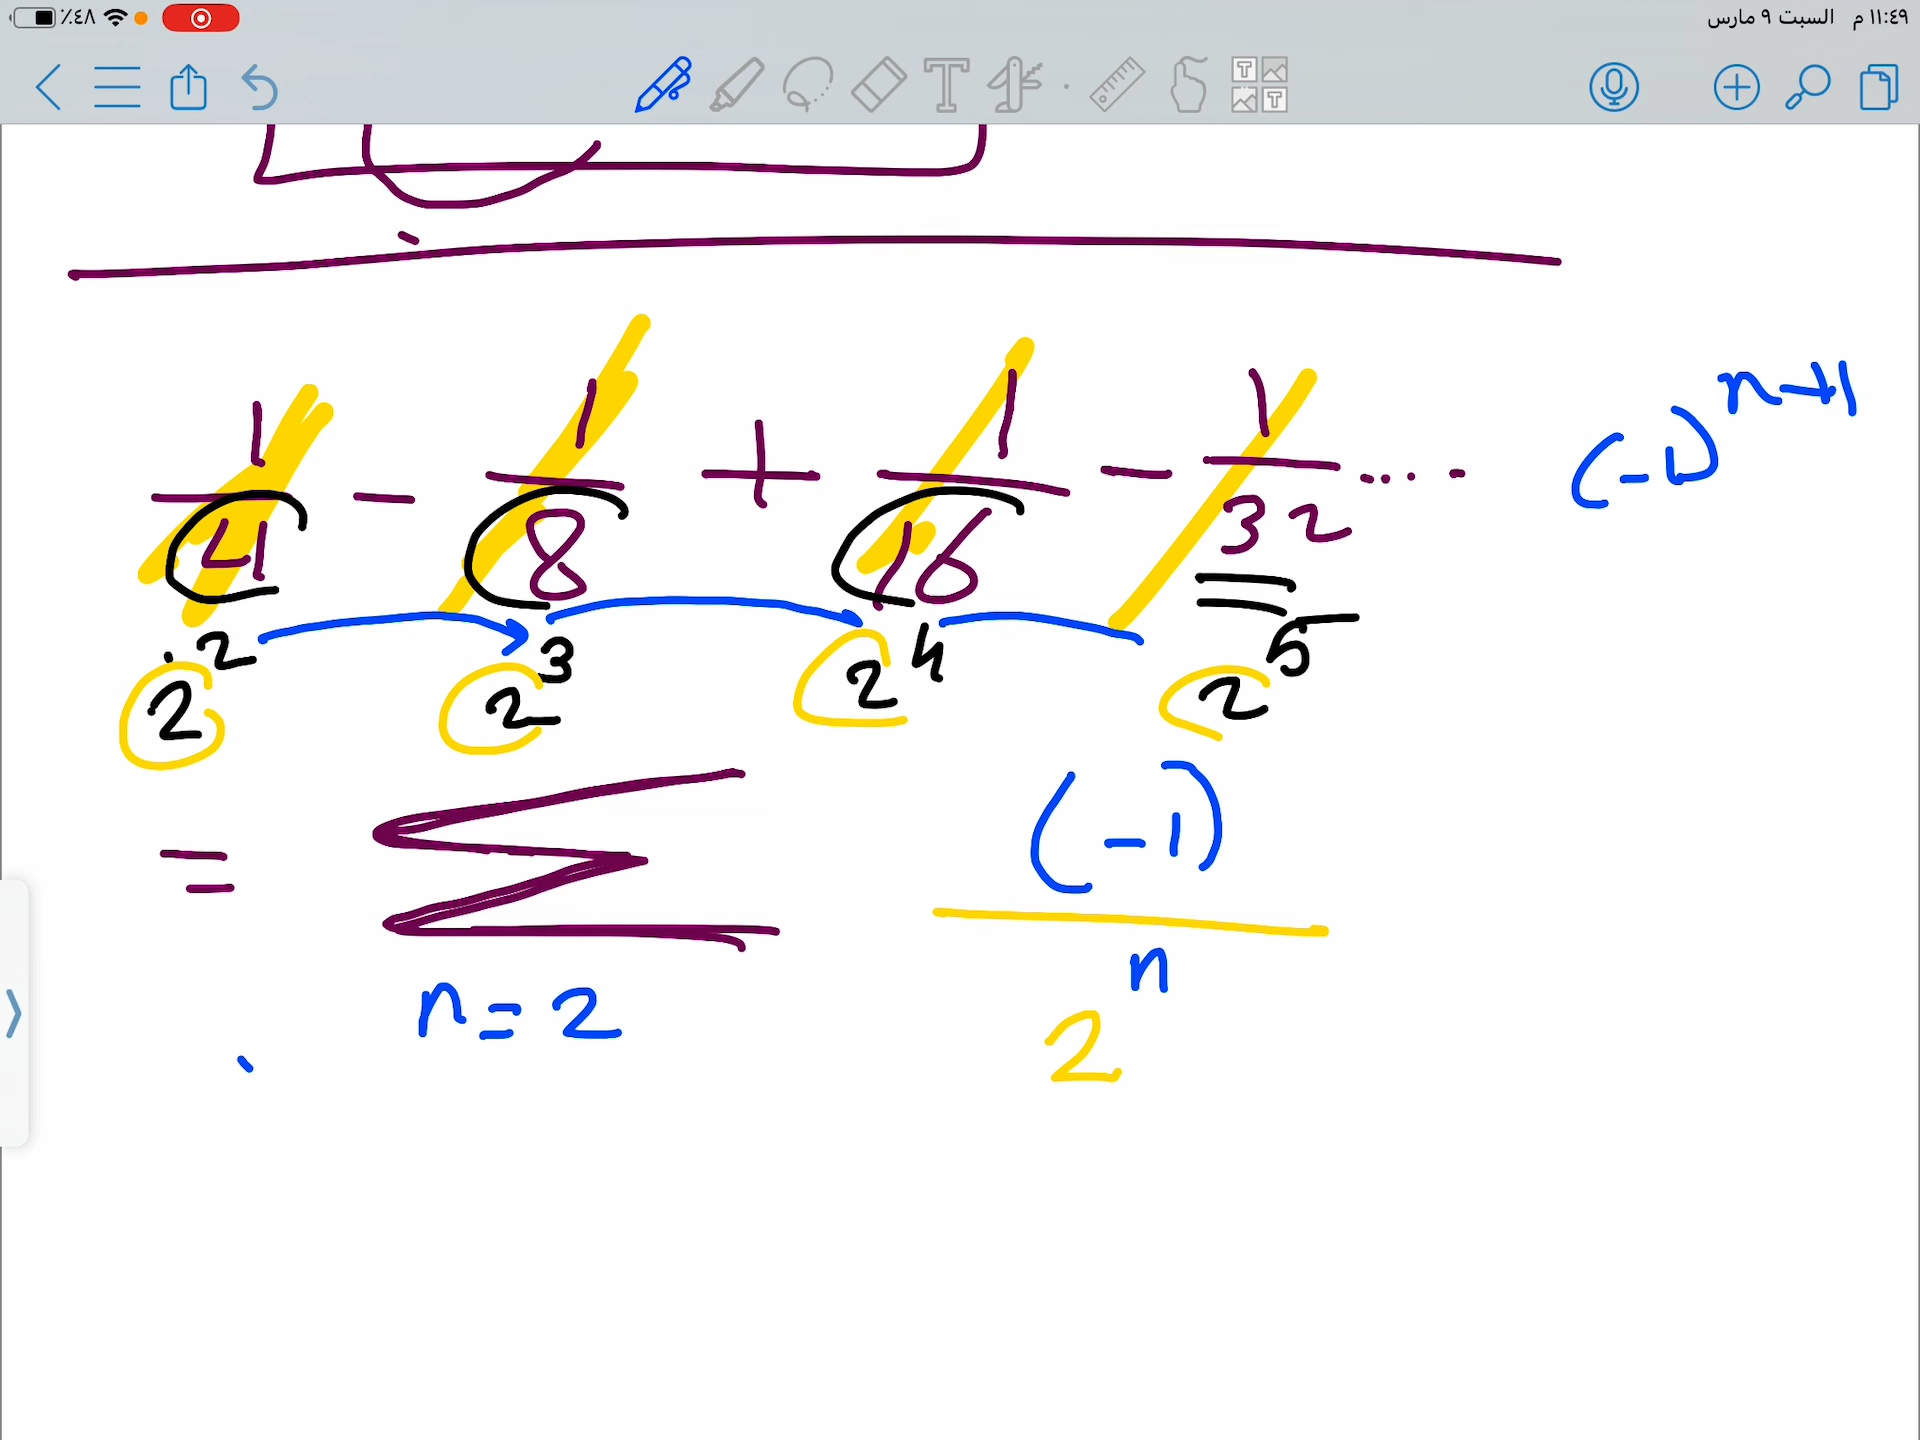 ٪٤٨
١١:٤٩ م السبت ٩ مارس
1/4 - 1/8 + 1/16 - 1/32 .... (-1)^n+1
2^2 2^3 2^4 2^5
= Σ (-1) / 2^n
n = 2